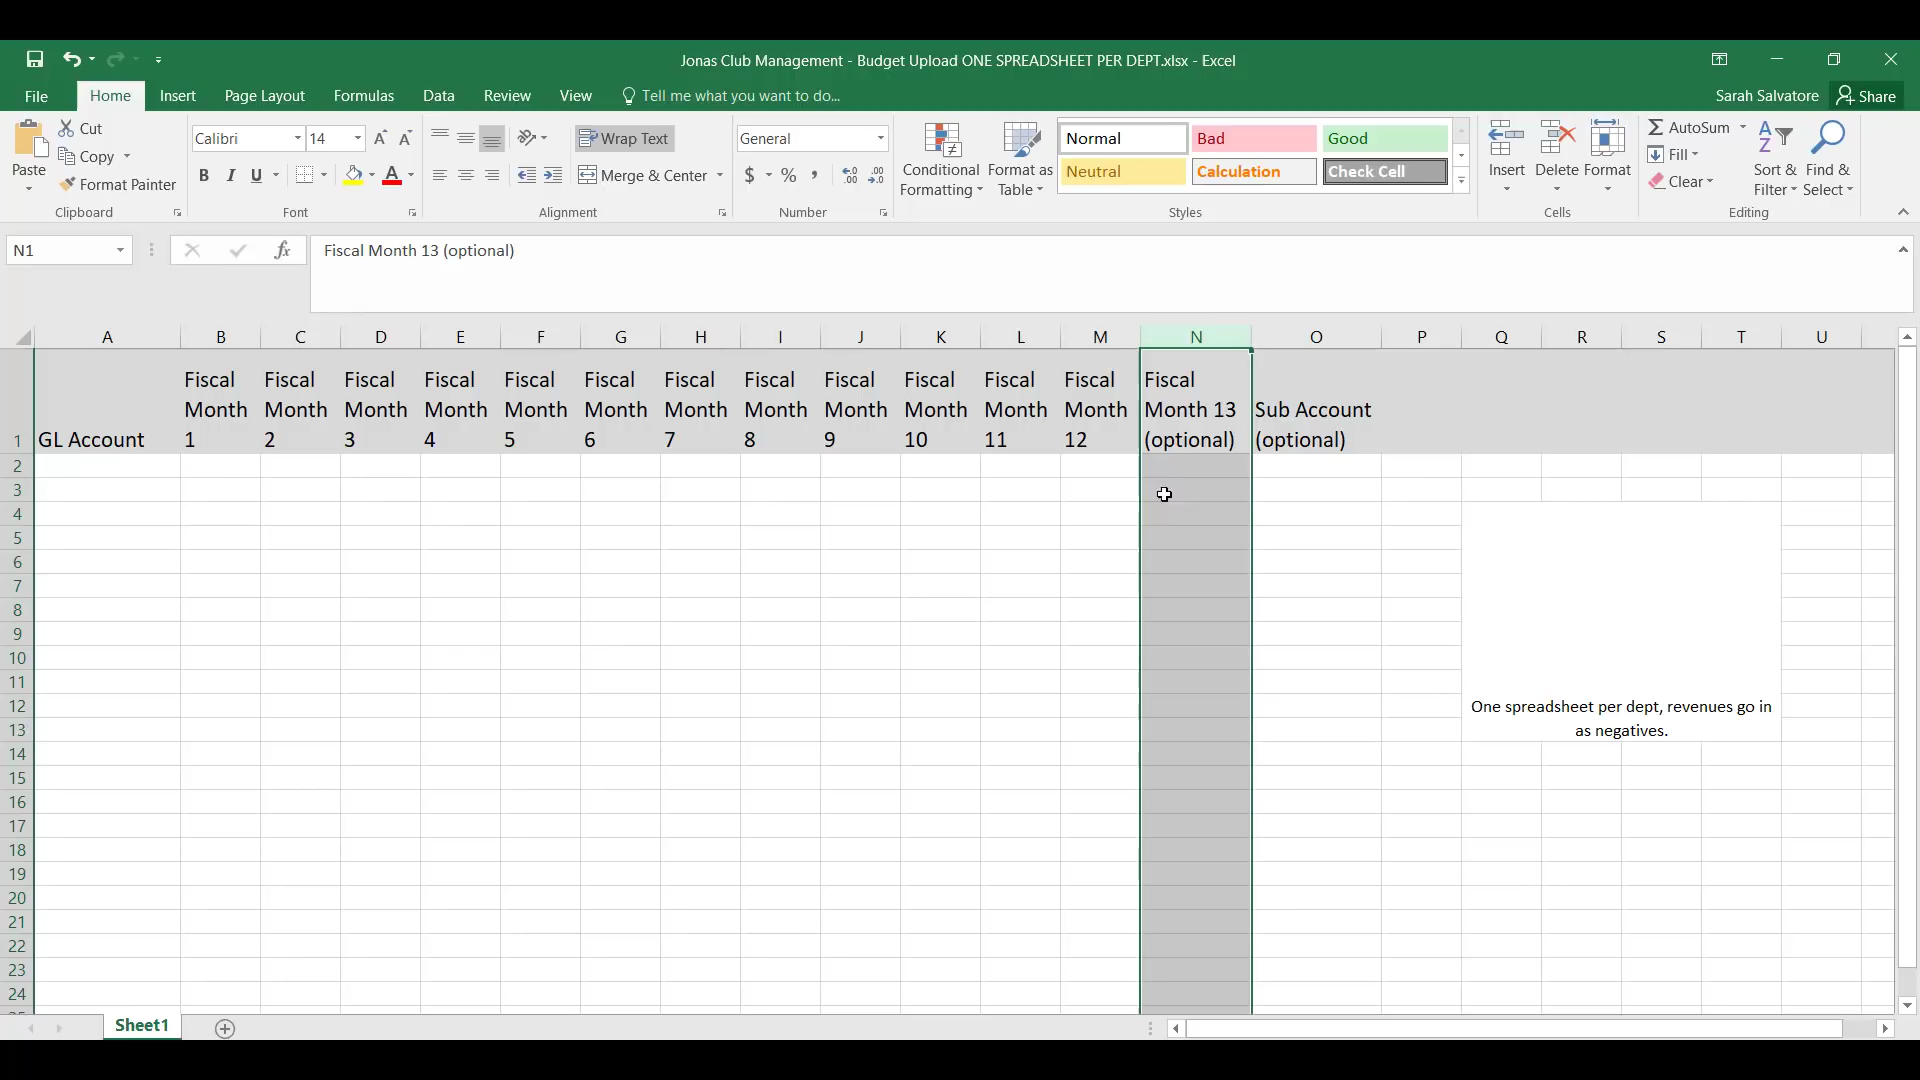 Jonas Club Management - Budget Upload ONE SPREADSHEET PER DEPT.xlsx - Excel
File Home Insert Page Layout Formulas Data Review View Tell me what you want to do... Sarah Salvatore Share
Paste Cut Copy Format Painter Clipboard
Calibri 14 A A B I U A Font
Wrap Text Merge & Center Alignment
General $ % , .00 .0 .00 Number
Conditional Formatting Format as Table Normal Bad Good Neutral Calculation Check Cell Styles
Insert Delete Format Cells
AutoSum Fill Clear Sort & Filter Find & Select Editing
N1 fx Fiscal Month 13 (optional)
A B C D E F G H I J K L M N O P Q R S T U
1
GL Account
Fiscal Month 1
Fiscal Month 2
Fiscal Month 3
Fiscal Month 4
Fiscal Month 5
Fiscal Month 6
Fiscal Month 7
Fiscal Month 8
Fiscal Month 9
Fiscal Month 10
Fiscal Month 11
Fiscal Month 12
Fiscal Month 13 (optional)
Sub Account (optional)
2
3
4
5
6
7
8
9
10
11
12 One spreadsheet per dept, revenues go in
13 as negatives.
14
15
16
17
18
19
20
21
22
23
24
Sheet1